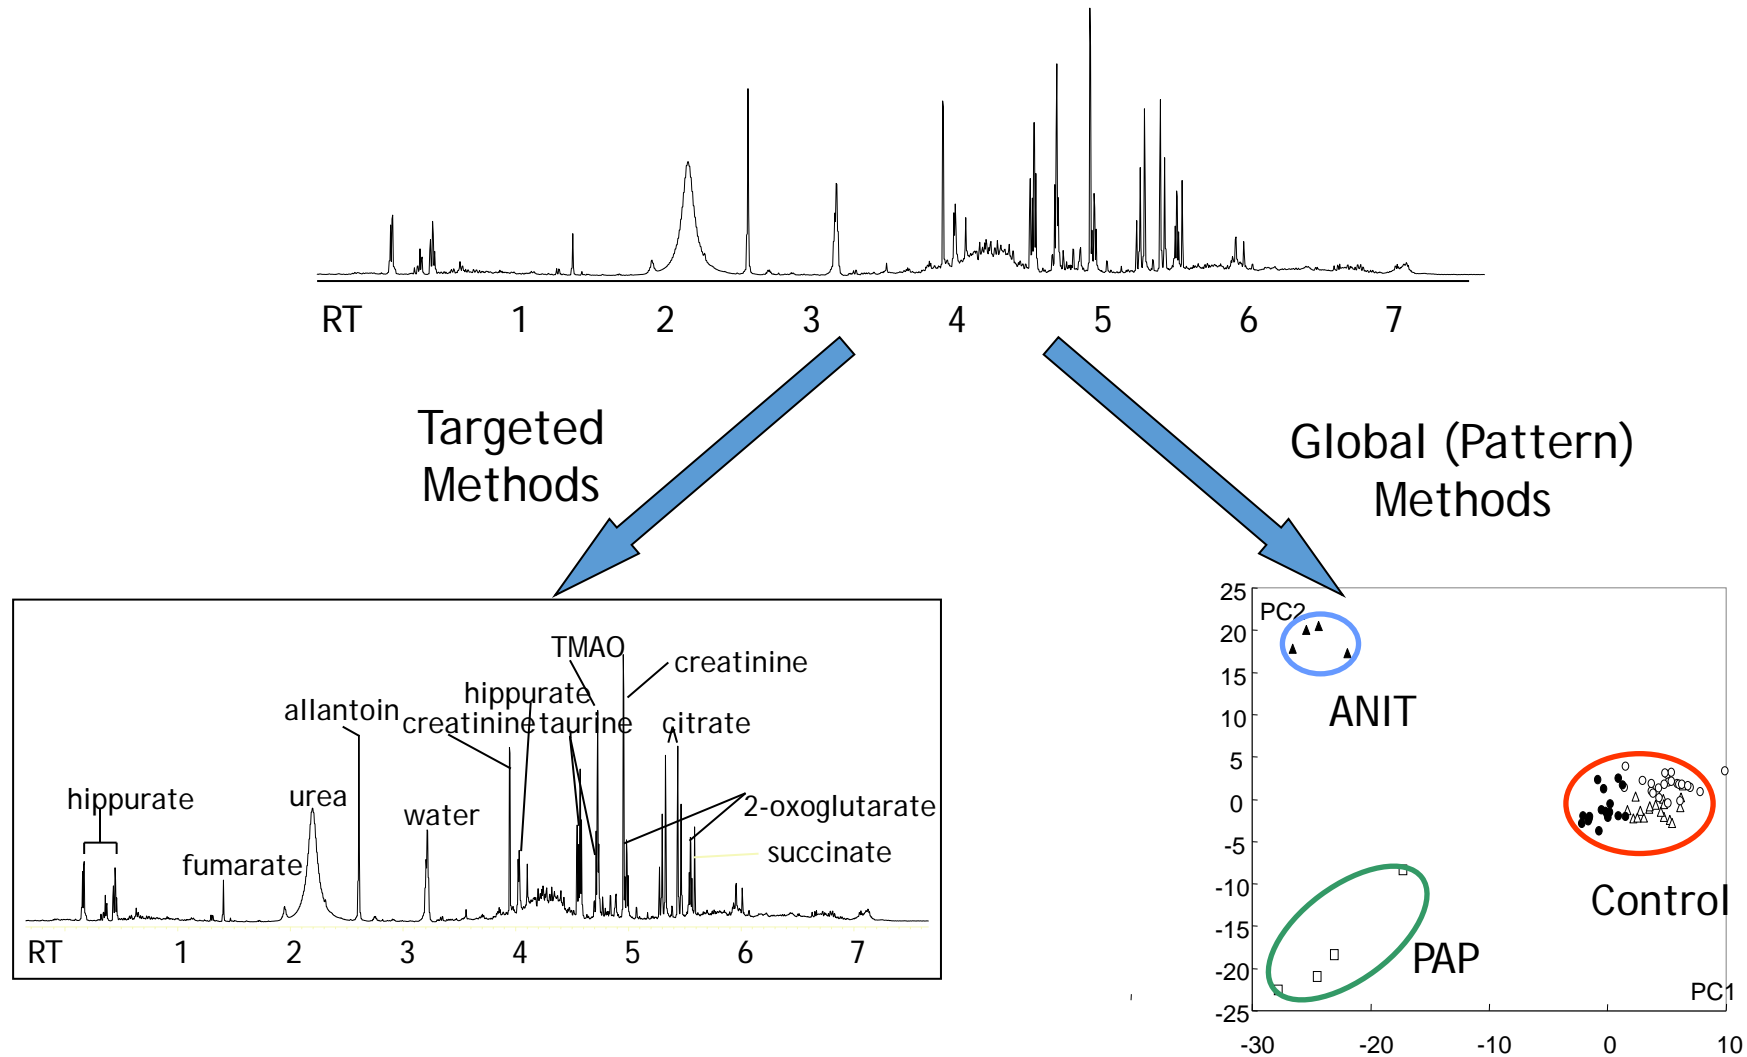 RT 1 2 3 4 5 6 7
Targeted
Methods
Global (Pattern)
Methods
TMAO
creatinine
hippurate
allantoin
creatinine
taurine
citrate
hippurate
urea
water
2-oxoglutarate
fumarate
succinate
RT 1 2 3 4 5 6 7
25
PC2
20
15
ANIT
10
5
0
-5
-10
Control
-15
PAP
-20
PC1
-25
-30 -20 -10 0 10